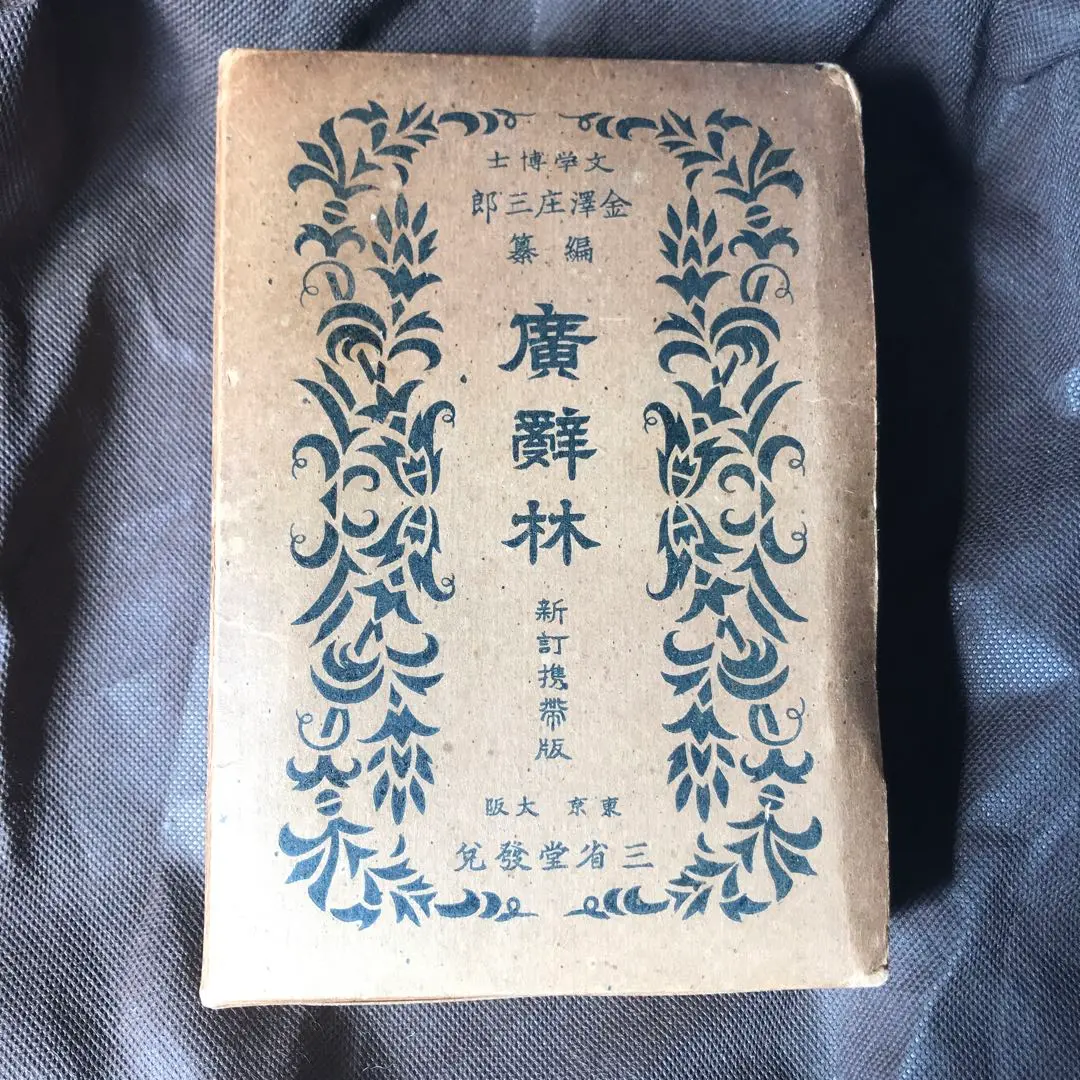 文学博士
金澤庄三郎
編纂
廣辭林
新訂携帶版
東京 大阪
三省堂發兌